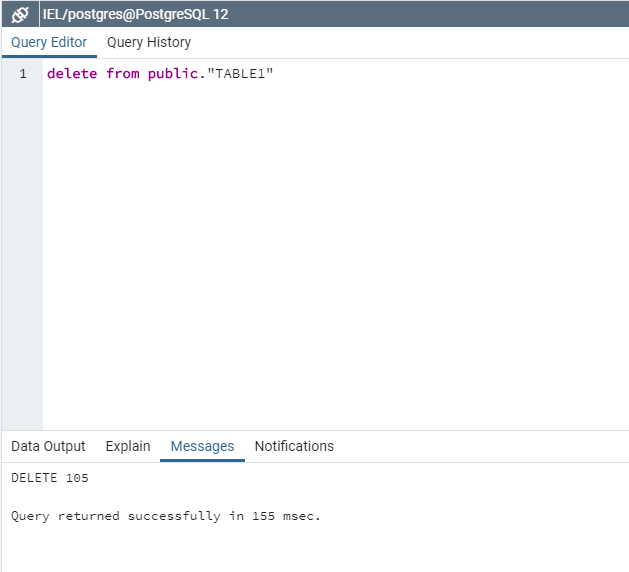 IEL/postgres@PostgreSQL 12
Query Editor Query History
1 delete from public."TABLE1"
Data Output Explain Messages Notifications
DELETE 105
Query returned successfully in 155 msec.